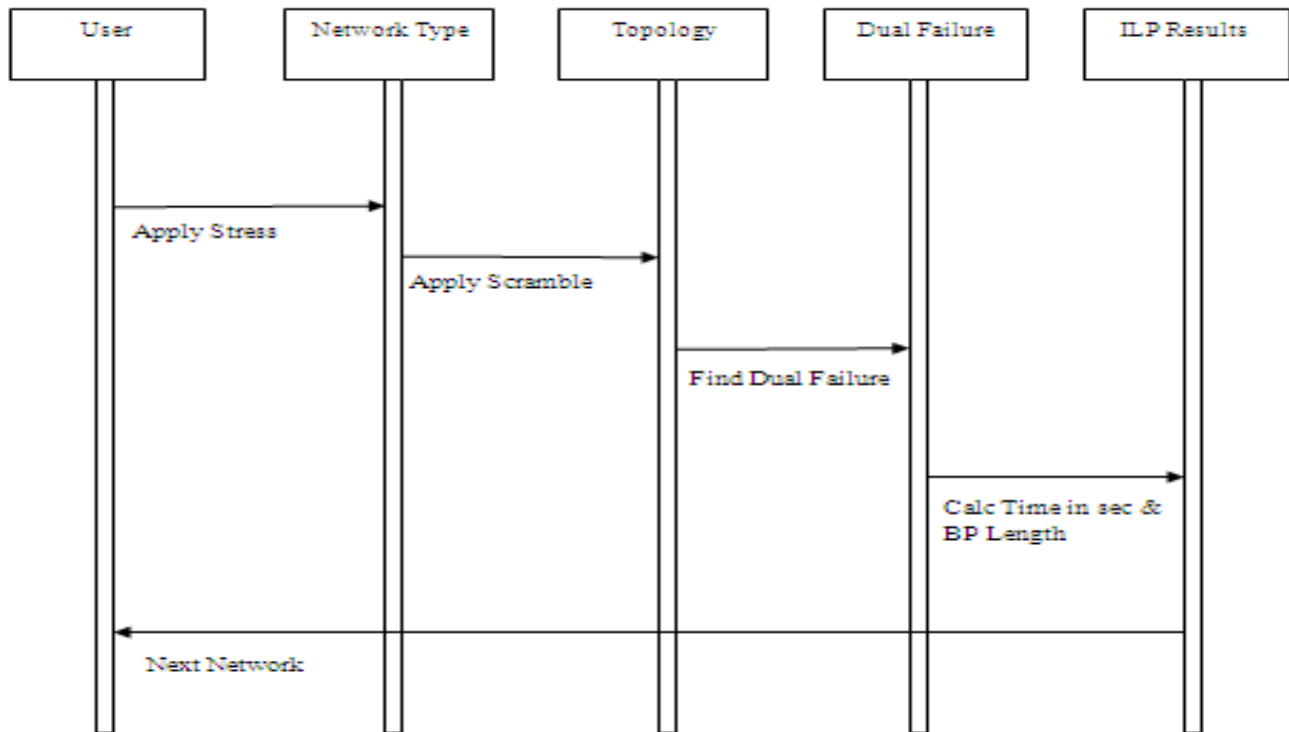 User
Network Type
Topology
Dual Failure
ILP Results
Apply Stress
Apply Scramble
Find Dual Failure
Calc Time in sec &
BP Length
Next Network